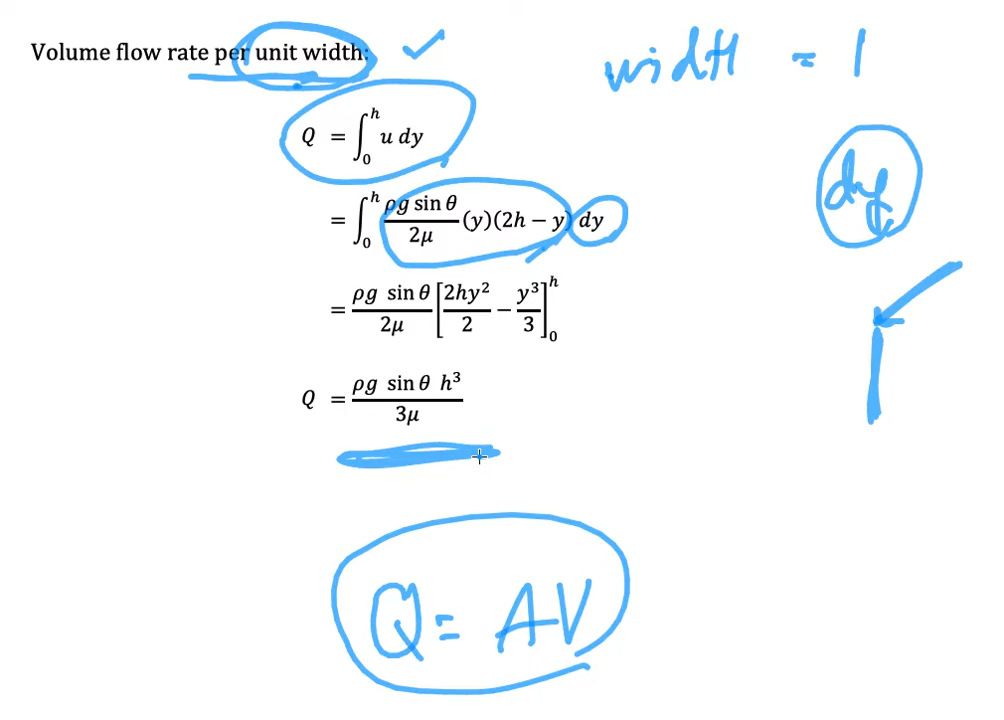 Volume flow rate per unit width:
width = 1
Q = ∫₀ʰ u dy
dy
= ∫₀ʰ ρg sin θ / 2μ (y)(2h − y) dy
= ρg sin θ / 2μ [2hy²/2 − y³/3]₀ʰ
Q = ρg sin θ h³ / 3μ
Q = AV